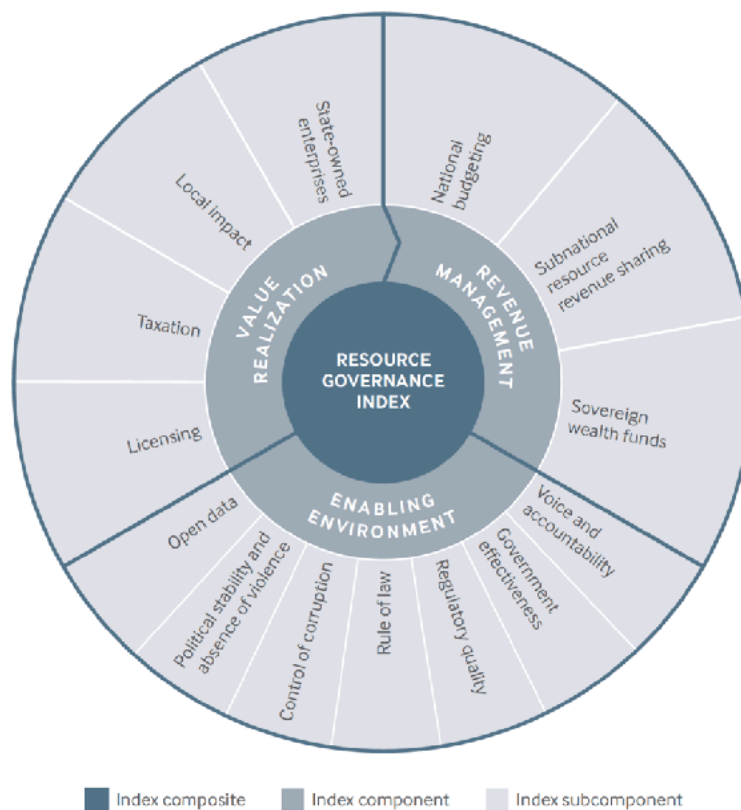 State-owned
enterprises
National
budgeting
Local impact
Subnational
resource
revenue sharing
VALUE
REALIZATION
REVENUE
MANAGEMENT
Taxation
RESOURCE
GOVERNANCE
INDEX
Licensing
Sovereign
wealth funds
ENABLING
ENVIRONMENT
Open data
Political stability and
absence of violence
Control of corruption
Rule of law
Regulatory quality
Government
effectiveness
Voice and
accountability
Index composite
Index component
Index subcomponent